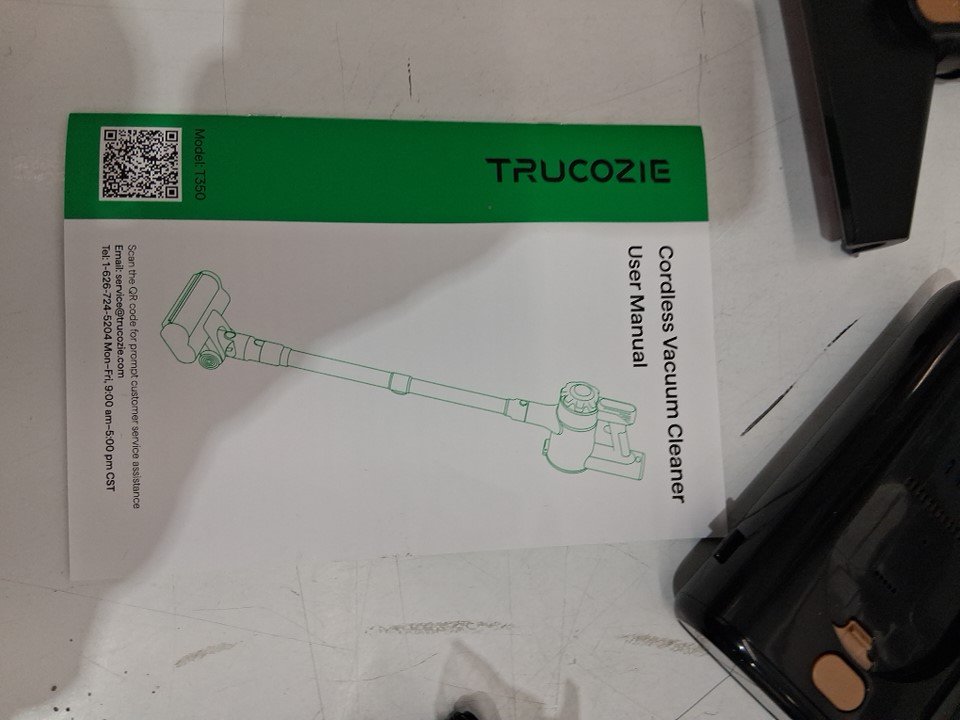 TRUCOZIE
Cordless Vacuum Cleaner
User Manual
Model: T350
Scan the QR code for prompt customer service assistance
Email: service@trucozie.com
Tel: 1-626-724-5204 Mon–Fri, 9:00 am–5:00 pm CST